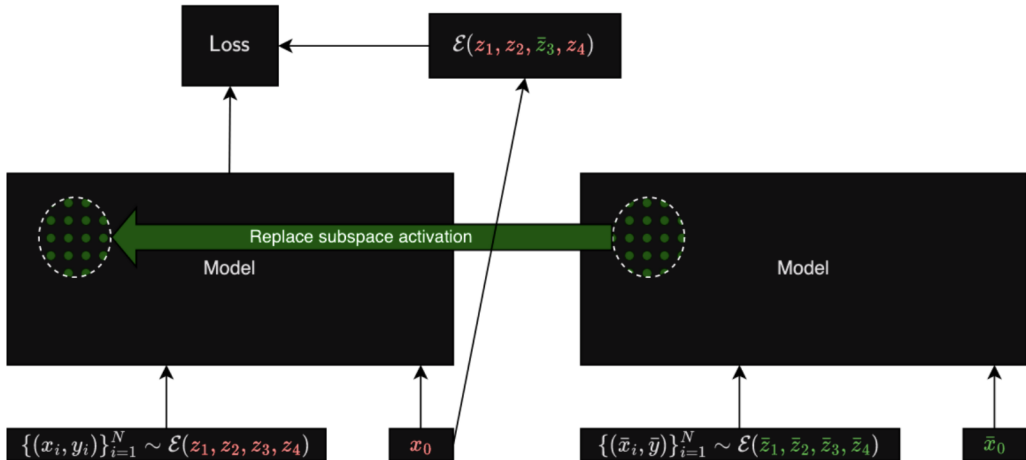 Loss
ℰ(z₁, z₂, z̄₃, z₄)
Replace subspace activation
Model
Model
{(xᵢ, yᵢ)}ᵢ₌₁ᴺ ∼ ℰ(z₁, z₂, z₃, z₄)
x₀
{(x̄ᵢ, ȳ)}ᵢ₌₁ᴺ ∼ ℰ(z̄₁, z̄₂, z̄₃, z̄₄)
x̄₀